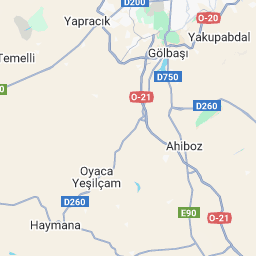 D200
O-20
Yapracık
Yakupabdal
Gölbaşı
Temelli
D750
O-21
D260
Ahiboz
Oyaca
Yeşilçam
D260
E90
O-21
Haymana